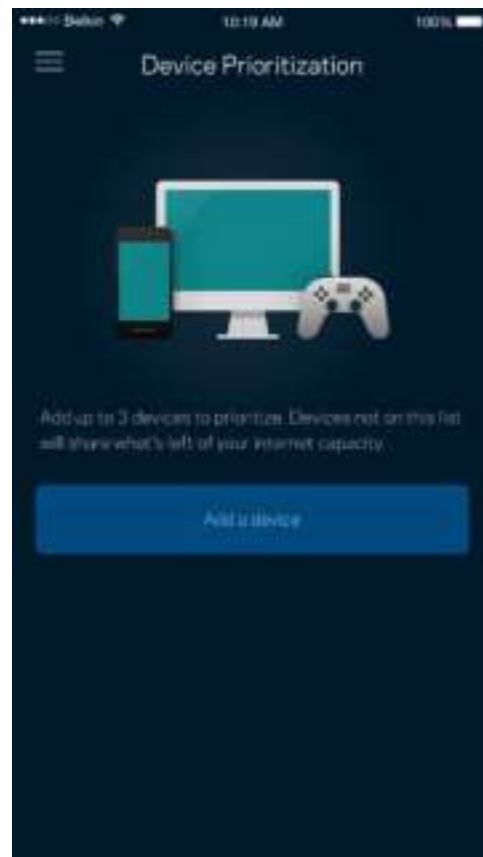 Belkin 10:19 AM 100%
Device Prioritization
Add up to 3 devices to prioritize. Devices not on this list
will share what's left of your internet capacity.
Add a device